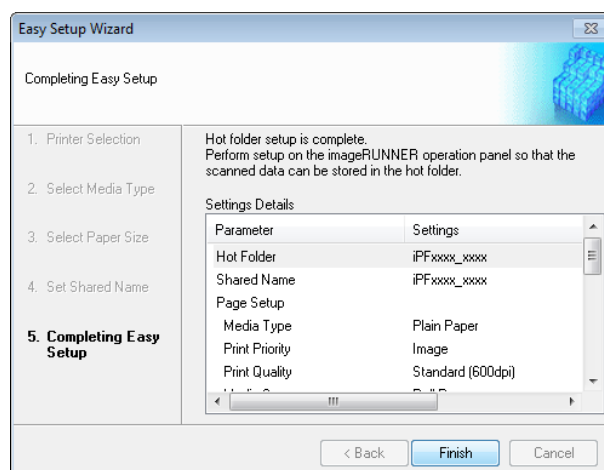 Easy Setup Wizard
Completing Easy Setup
1. Printer Selection
2. Select Media Type
3. Select Paper Size
4. Set Shared Name
5. Completing Easy
Setup
Hot folder setup is complete.
Perform setup on the imageRUNNER operation panel so that the
scanned data can be stored in the hot folder.
Settings Details
Parameter Settings
Hot Folder iPFxxxx_xxxx
Shared Name iPFxxxx_xxxx
Page Setup
Media Type Plain Paper
Print Priority Image
Print Quality Standard (600dpi)
< Back Finish Cancel